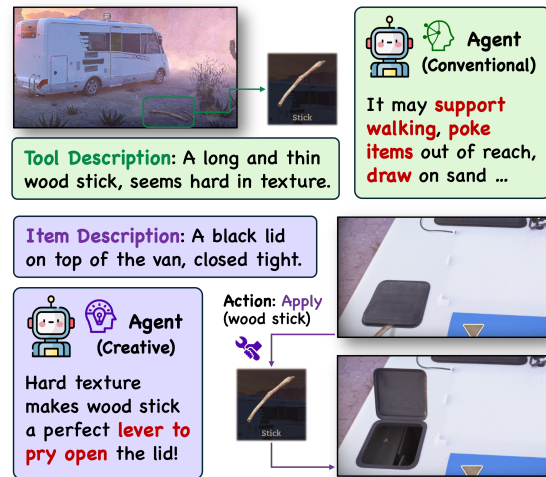 Stick
Agent
(Conventional)
It may support
walking, poke
items out of reach,
draw on sand ...
Tool Description: A long and thin
wood stick, seems hard in texture.
Item Description: A black lid
on top of the van, closed tight.
Agent
(Creative)
Hard texture
makes wood stick
a perfect lever to
pry open the lid!
Action: Apply
(wood stick)
Stick